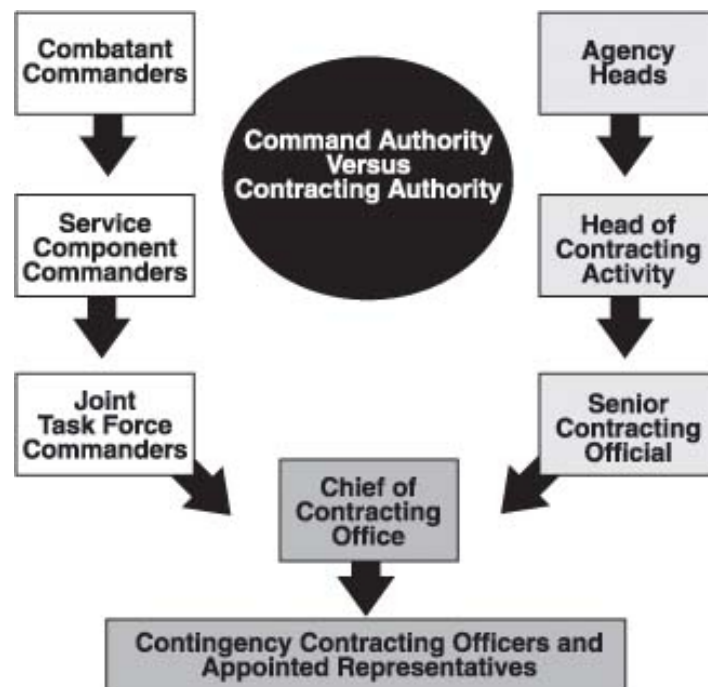 Combatant
Commanders
Agency
Heads
Command Authority
Versus
Contracting Authority
Service
Component
Commanders
Head of
Contracting
Activity
Joint
Task Force
Commanders
Senior
Contracting
Official
Chief of
Contracting
Office
Contingency Contracting Officers and
Appointed Representatives